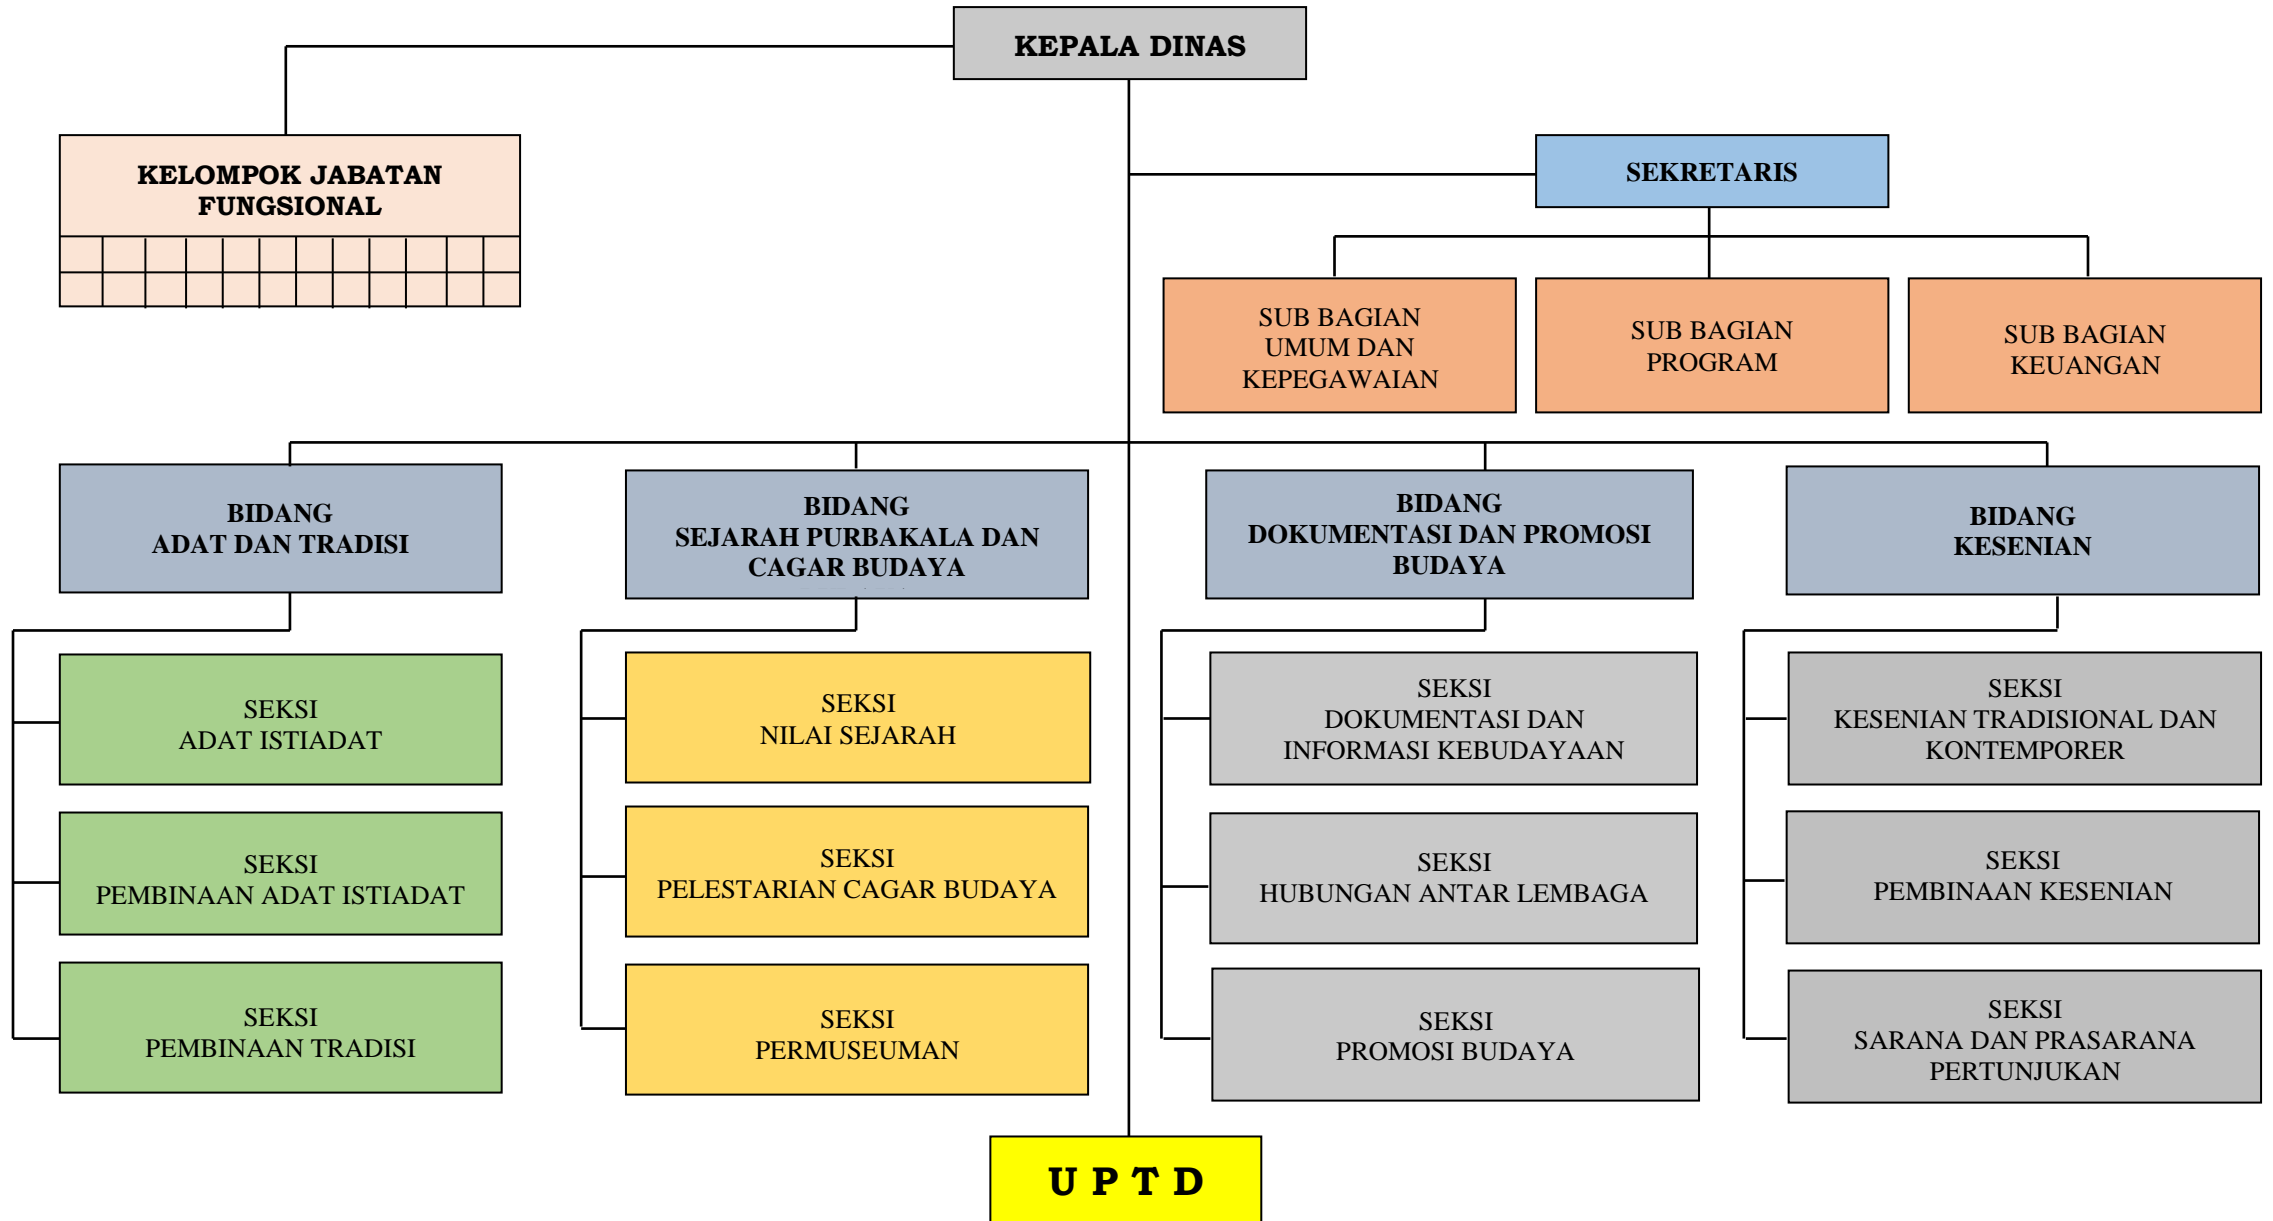 KEPALA DINAS
KELOMPOK JABATAN
FUNGSIONAL
SEKRETARIS
SUB BAGIAN
UMUM DAN
KEPEGAWAIAN
SUB BAGIAN
PROGRAM
SUB BAGIAN
KEUANGAN
BIDANG
ADAT DAN TRADISI
BIDANG
SEJARAH PURBAKALA DAN
CAGAR BUDAYA
BIDANG
DOKUMENTASI DAN PROMOSI
BUDAYA
BIDANG
KESENIAN
SEKSI
ADAT ISTIADAT
SEKSI
PEMBINAAN ADAT ISTIADAT
SEKSI
PEMBINAAN TRADISI
SEKSI
NILAI SEJARAH
SEKSI
PELESTARIAN CAGAR BUDAYA
SEKSI
PERMUSEUMAN
SEKSI
DOKUMENTASI DAN
INFORMASI KEBUDAYAAN
SEKSI
HUBUNGAN ANTAR LEMBAGA
SEKSI
PROMOSI BUDAYA
SEKSI
KESENIAN TRADISIONAL DAN
KONTEMPORER
SEKSI
PEMBINAAN KESENIAN
SEKSI
SARANA DAN PRASARANA
PERTUNJUKAN
U P T D